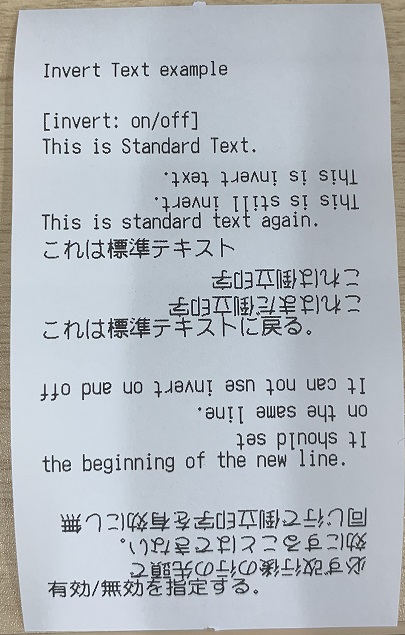 Invert Text example
[invert: on/off]
This is Standard Text.
This is invert text.
This is still invert.
This is standard text again.
これは標準テキスト
これは倒立印字
これはまだ倒立印字
これは標準テキストに戻る。
It can not use invert on and off
on the same line.
It should set
the beginning of the new line.
同じ行で倒立印字を有効にし無
効にすることはできない。
必ず改行後の行の先頭で
有効/無効を指定する。